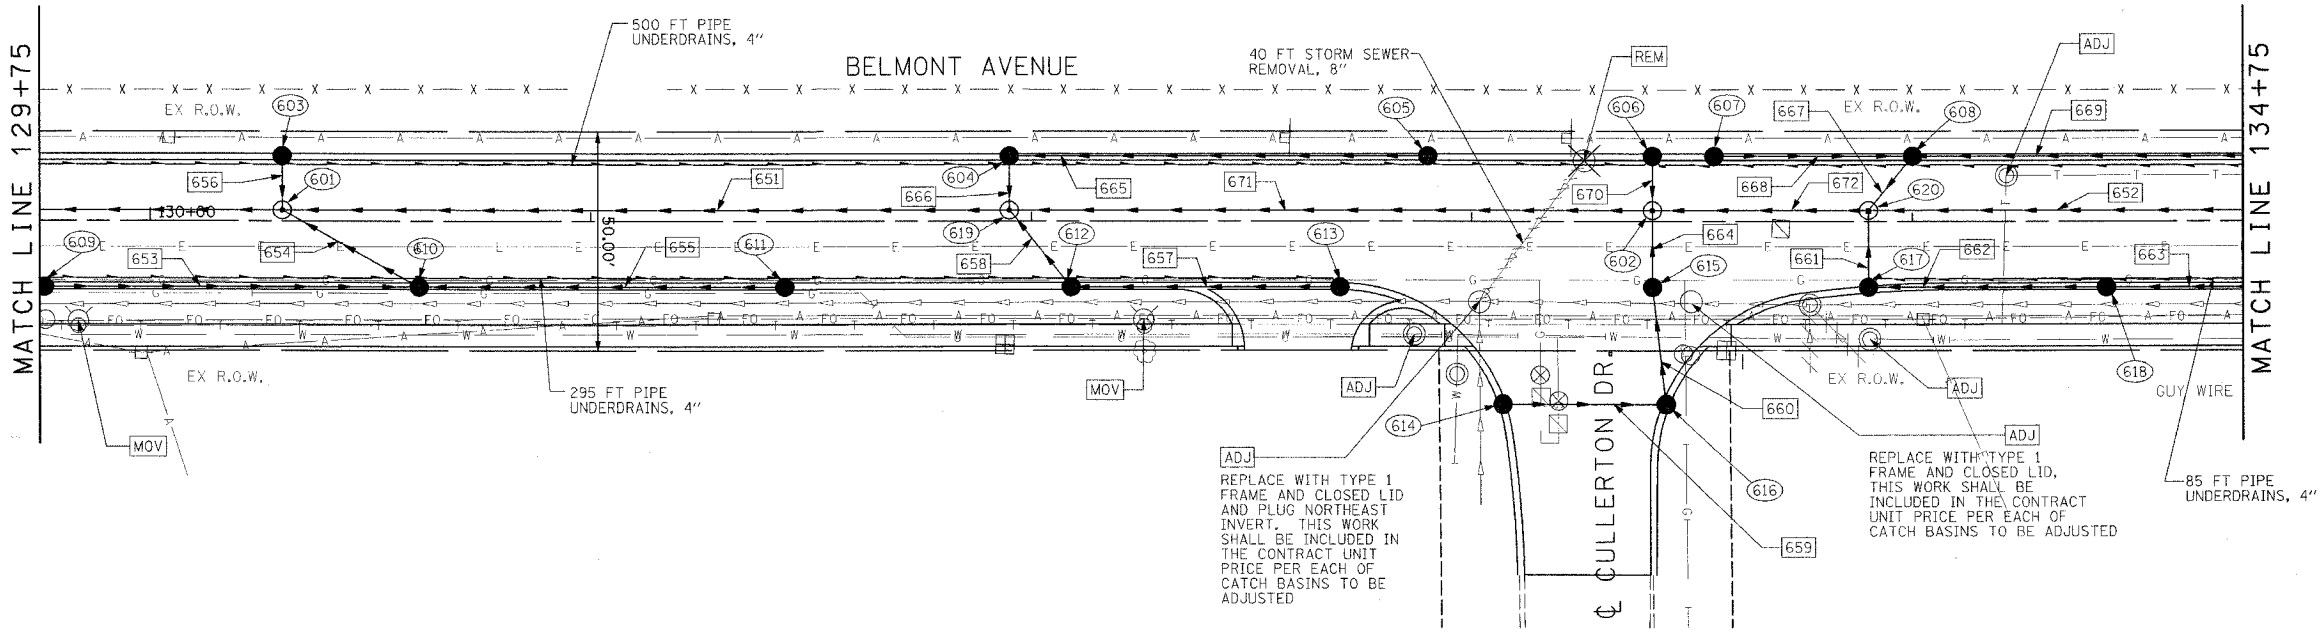 MATCH LINE 129+75
BELMONT AVENUE
500 FT PIPE
UNDERDRAINS, 4"
40 FT STORM SEWER
REMOVAL, 8"
REM
ADJ
MATCH LINE 134+75
EX R.O.W.
603
605
606
607
667
EX R.O.W.
608
669
656
601
651
604
666
665
671
670
668
672
620
652
130+00
50.00'
609
653
654
610
655
611
619
658
612
657
613
602
664
615
661
617
662
663
EX R.O.W.
295 FT PIPE
UNDERDRAINS, 4"
MOV
MOV
ADJ
614
660
EX R.O.W.
ADJ
618
GUY WIRE
ADJ
REPLACE WITH TYPE 1
FRAME AND CLOSED LID
AND PLUG NORTHEAST
INVERT. THIS WORK
SHALL BE INCLUDED IN
THE CONTRACT UNIT
PRICE PER EACH OF
CATCH BASINS TO BE
ADJUSTED
℄ CULLERTON DR.
616
659
ADJ
REPLACE WITH TYPE 1
FRAME AND CLOSED LID,
THIS WORK SHALL BE
INCLUDED IN THE CONTRACT
UNIT PRICE PER EACH OF
CATCH BASINS TO BE ADJUSTED
85 FT PIPE
UNDERDRAINS, 4"